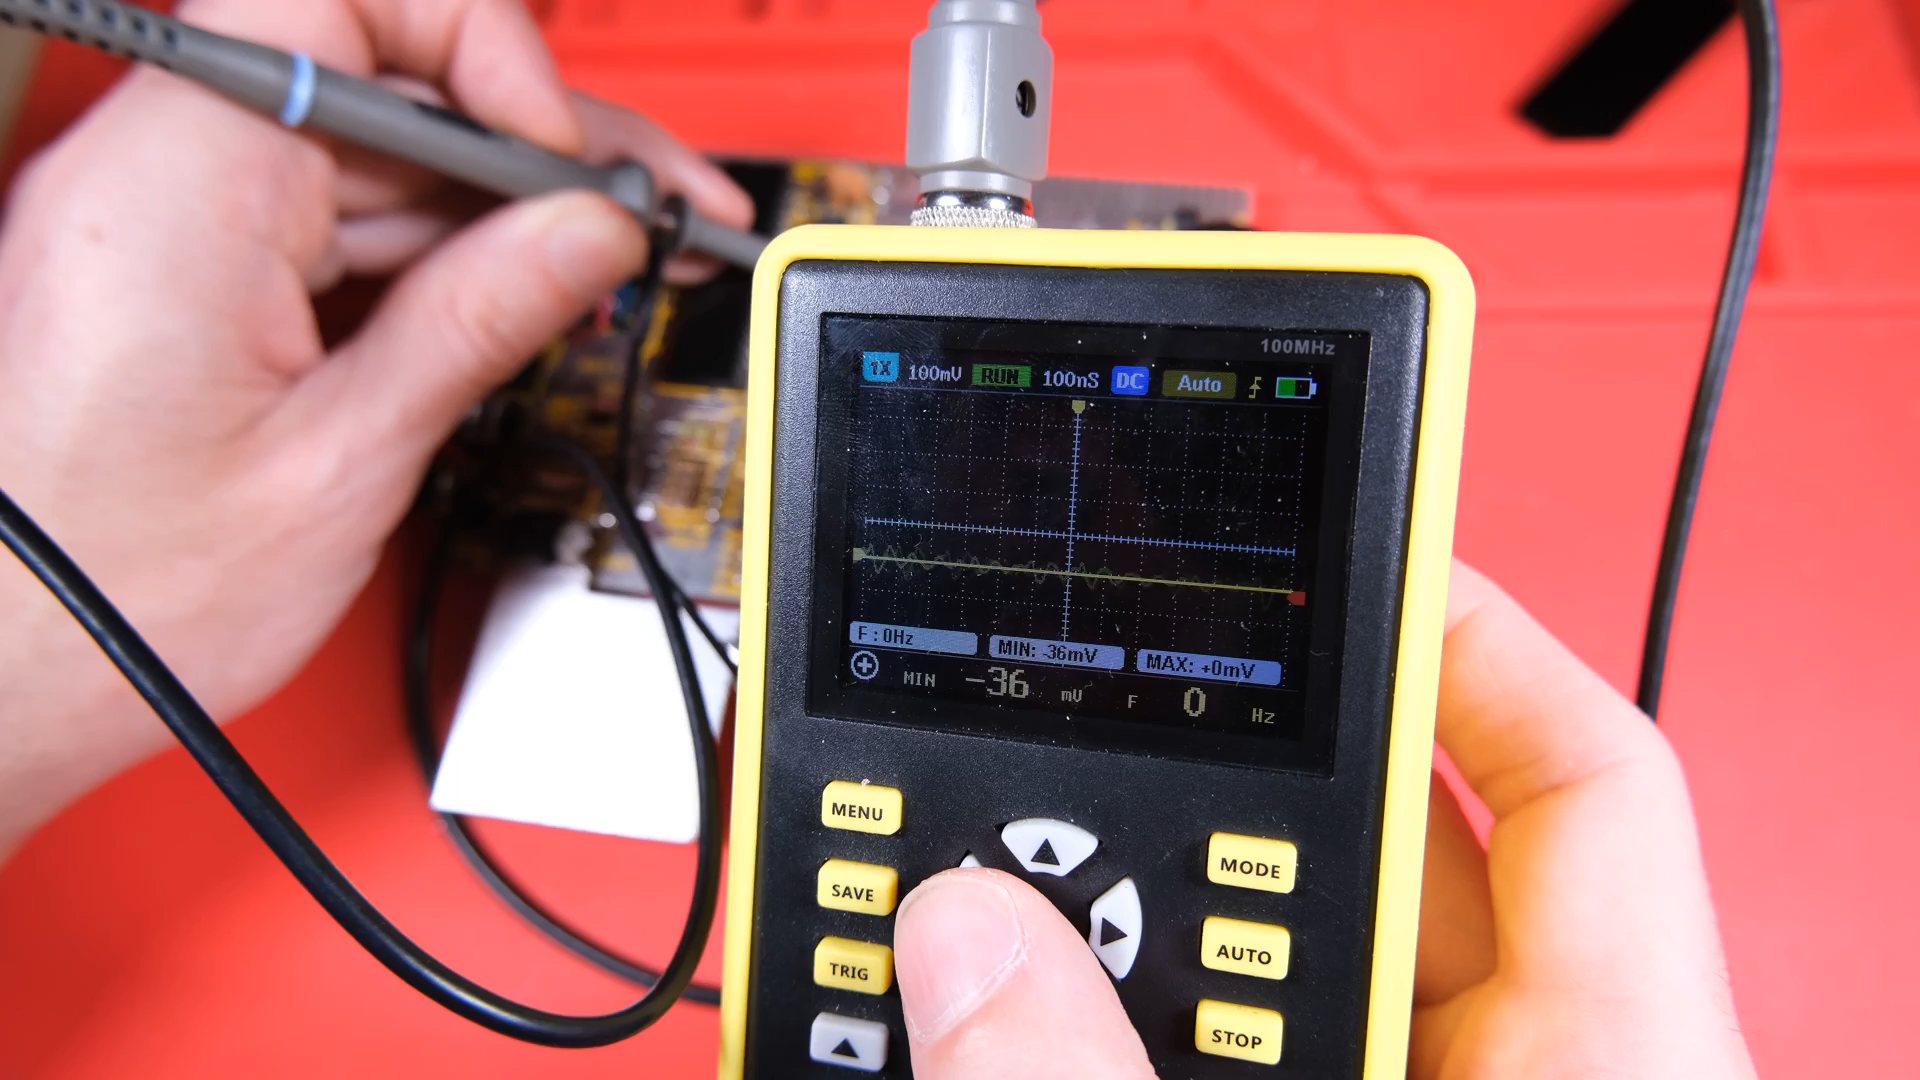 100MHz
1X 100mV RUN 100nS DC Auto
F : 0Hz MIN: -36mV MAX: +0mV
MIN -36 mV F 0 Hz
MENU
MODE
SAVE
AUTO
TRIG
STOP